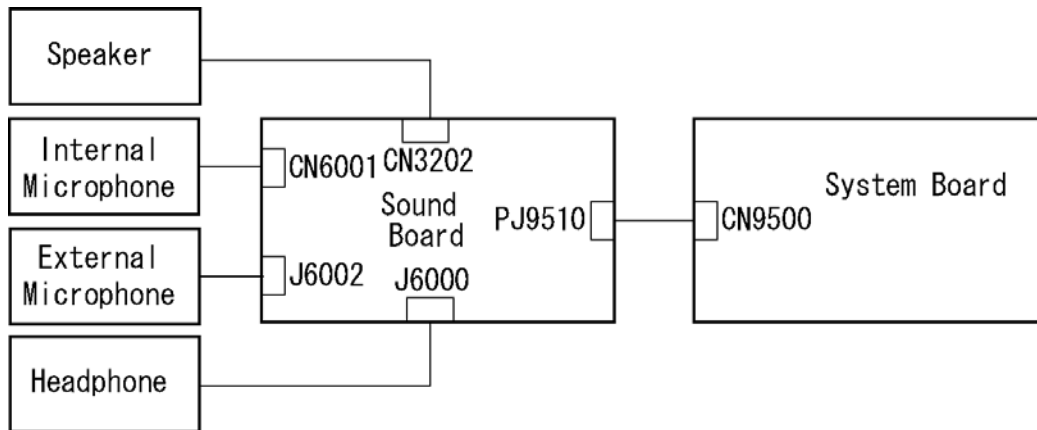 Speaker
Internal
Microphone
External
Microphone
Headphone
CN6001
CN3202
Sound
Board
J6002
J6000
PJ9510
CN9500
System Board